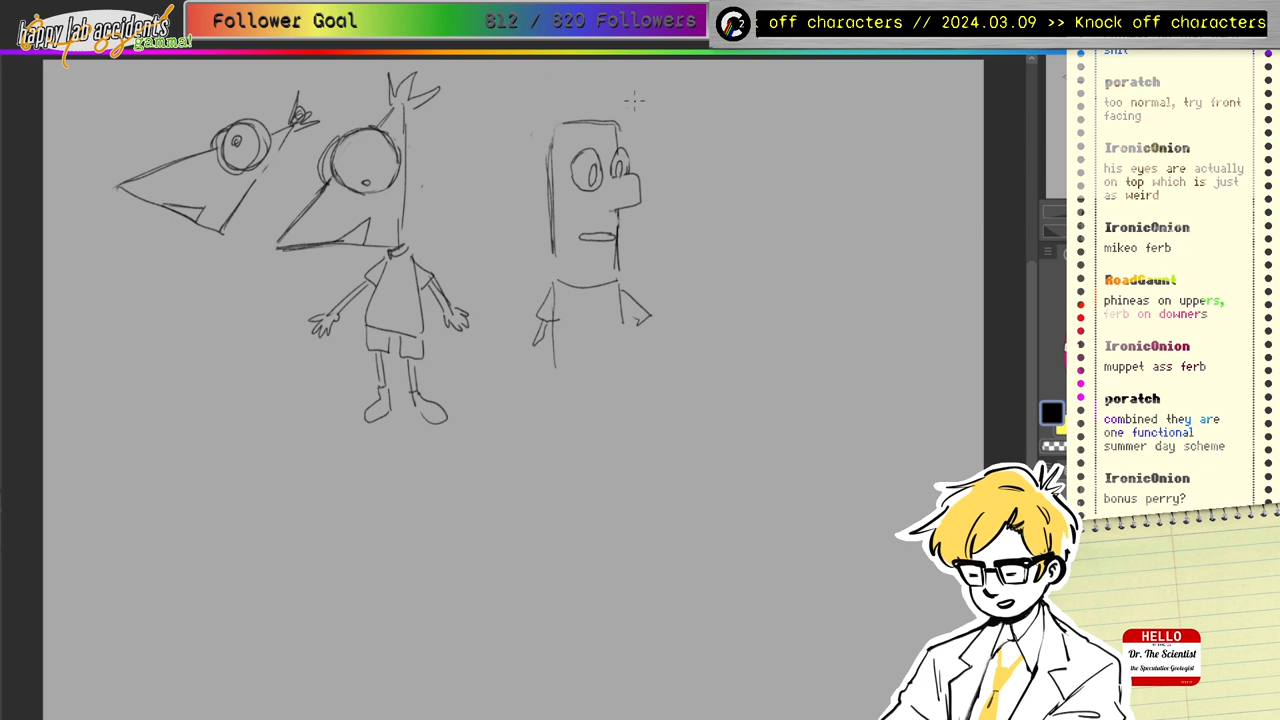 happy lab accidents
gamma!
Follower Goal
812 / 820 Followers
off characters // 2024.03.09 >> Knock off characters
shit
poratch
too normal, try front
facing
IronicOnion
his eyes are actually
on top which is just
as weird
IronicOnion
mikeo ferb
RoadGaunt
phineas on uppers,
ferb on downers
IronicOnion
muppet ass ferb
poratch
combined they are
one functional
summer day scheme
IronicOnion
bonus perry?
HELLO
Dr. The Scientist
the Speculative Geologist